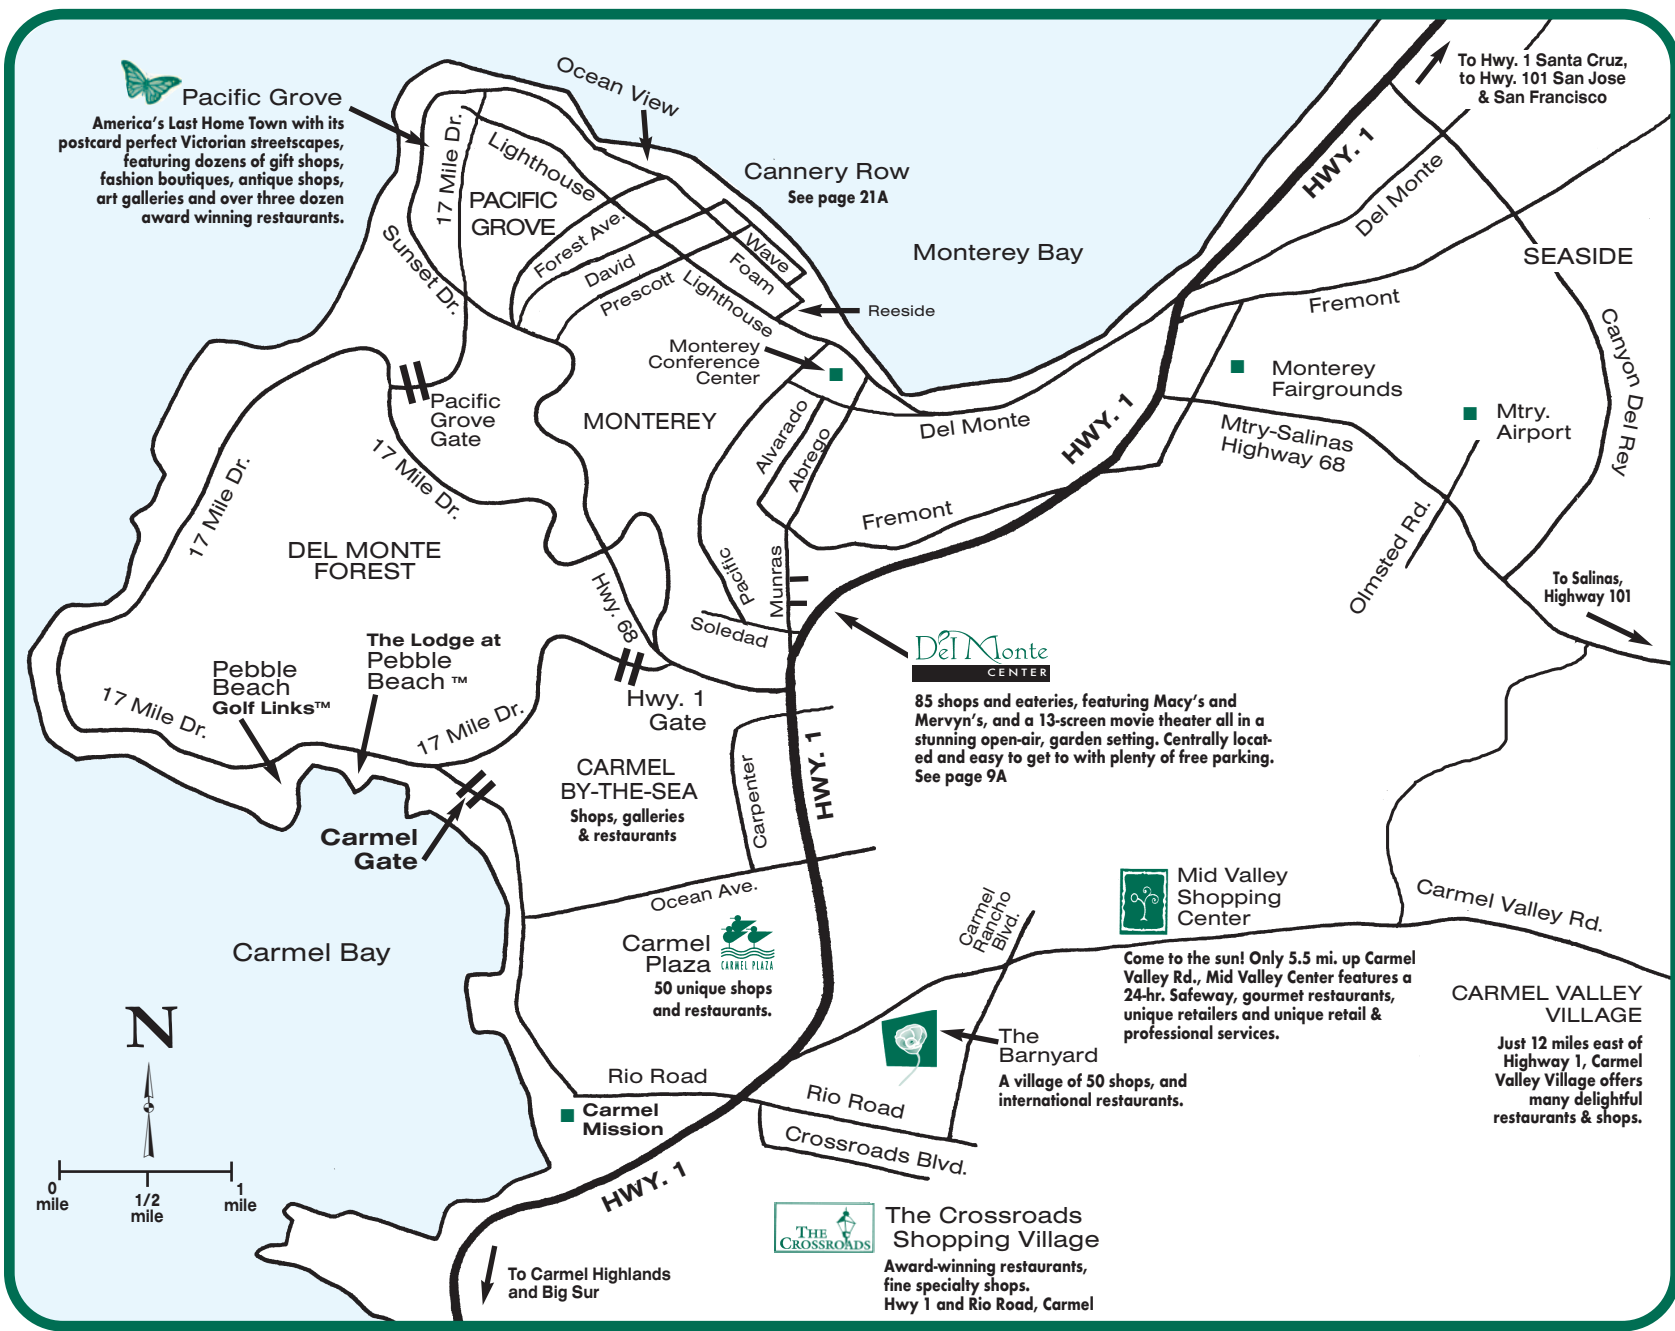 Pacific Grove
America's Last Home Town with its
postcard perfect Victorian streetscapes,
featuring dozens of gift shops,
fashion boutiques, antique shops,
art galleries and over three dozen
award winning restaurants.
Ocean View
Cannery Row
See page 21A
Monterey Bay
To Hwy. 1 Santa Cruz,
to Hwy. 101 San Jose
& San Francisco
HWY. 1
Del Monte
SEASIDE
Fremont
Canyon Del Rey
17 Mile Dr.
Lighthouse
PACIFIC
GROVE
Sunset Dr.
Forest Ave.
David
Prescott
Lighthouse
Wave
Foam
Reeside
Monterey
Conference
Center
Monterey
Fairgrounds
Mtry.
Airport
Mtry-Salinas
Highway 68
Olmsted Rd.
To Salinas,
Highway 101
HWY. 1
Del Monte
Fremont
Alvarado
Abrego
MONTEREY
Pacific
Munras
Soledad
Pacific
Grove
Gate
17 Mile Dr.
17 Mile Dr.
DEL MONTE
FOREST
Hwy. 68
The Lodge at
Pebble
Beach ™
Pebble
Beach
Golf Links™
17 Mile Dr.
17 Mile Dr.
Hwy. 1
Gate
Del Monte
CENTER
85 shops and eateries, featuring Macy's and
Mervyn's, and a 13-screen movie theater all in a
stunning open-air, garden setting. Centrally locat-
ed and easy to get to with plenty of free parking.
See page 9A
CARMEL
BY-THE-SEA
Shops, galleries
& restaurants
Carpenter
HWY. 1
Carmel
Gate
Ocean Ave.
Carmel
Plaza
CARMEL PLAZA
50 unique shops
and restaurants.
Carmel Bay
Carmel
Rancho
Blvd.
Mid Valley
Shopping
Center
Come to the sun! Only 5.5 mi. up Carmel
Valley Rd., Mid Valley Center features a
24-hr. Safeway, gourmet restaurants,
unique retailers and unique retail &
professional services.
Carmel Valley Rd.
CARMEL VALLEY
VILLAGE
Just 12 miles east of
Highway 1, Carmel
Valley Village offers
many delightful
restaurants & shops.
The
Barnyard
A village of 50 shops, and
international restaurants.
Rio Road
Rio Road
Crossroads Blvd.
Carmel
Mission
HWY. 1
N
0
mile
1/2
mile
1
mile
THE
CROSSROADS
The Crossroads
Shopping Village
Award-winning restaurants,
fine specialty shops.
Hwy 1 and Rio Road, Carmel
To Carmel Highlands
and Big Sur